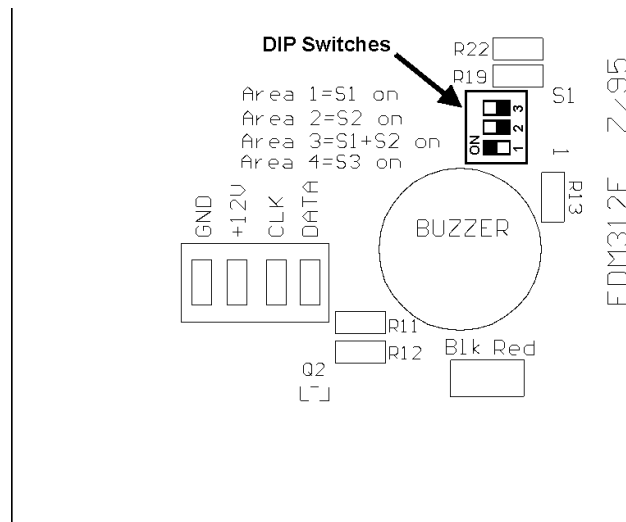 DIP Switches
R22
R19
S1
Area 1=S1 on
Area 2=S2 on
Area 3=S1+S2 on
Area 4=S3 on
ON
3
2
1
1
7/95
GND
+12V
CLK
DATA
BUZZER
R13
R11
R12
Blk Red
Q2